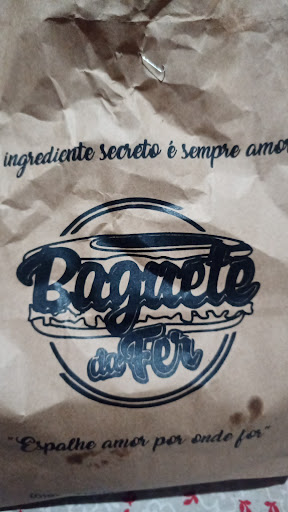 ingrediente secreto é sempre amor
Baguete
da Fer
"Espalhe amor por onde for"